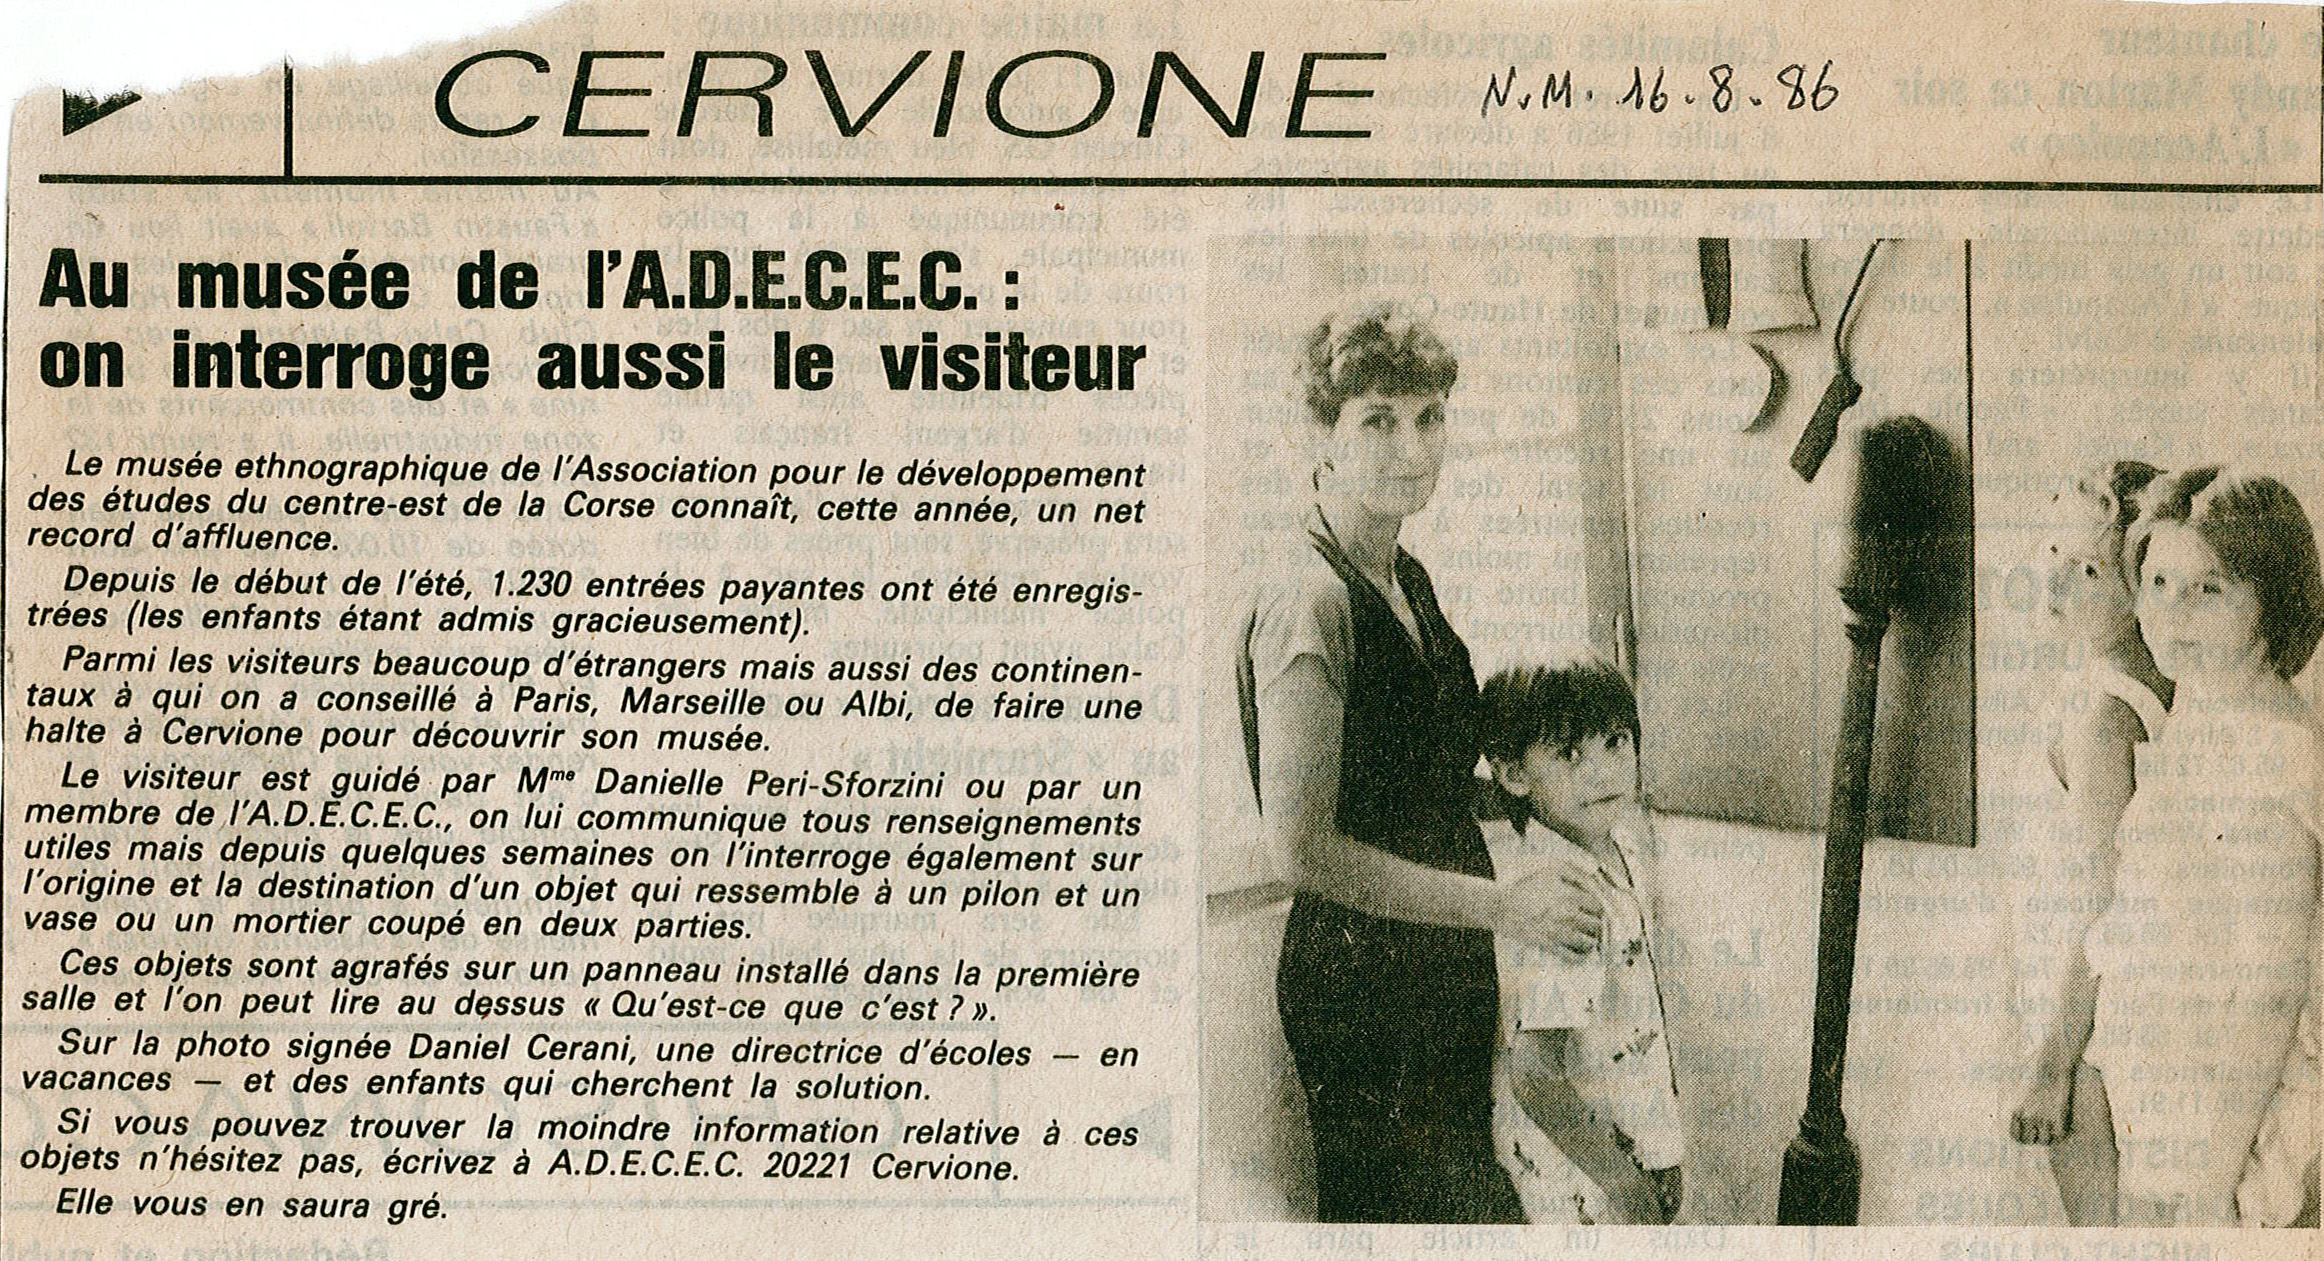 CERVIONE N.M. 16.8.86
Au musée de l'A.D.E.C.E.C. :
on interroge aussi le visiteur
Le musée ethnographique de l'Association pour le développement
des études du centre-est de la Corse connaît, cette année, un net
record d'affluence.
Depuis le début de l'été, 1.230 entrées payantes ont été enregis-
trées (les enfants étant admis gracieusement).
Parmi les visiteurs beaucoup d'étrangers mais aussi des continen-
taux à qui on a conseillé à Paris, Marseille ou Albi, de faire une
halte à Cervione pour découvrir son musée.
Le visiteur est guidé par Mme Danielle Peri-Sforzini ou par un
membre de l'A.D.E.C.E.C., on lui communique tous renseignements
utiles mais depuis quelques semaines on l'interroge également sur
l'origine et la destination d'un objet qui ressemble à un pilon et un
vase ou un mortier coupé en deux parties.
Ces objets sont agrafés sur un panneau installé dans la première
salle et l'on peut lire au dessus « Qu'est-ce que c'est ? ».
Sur la photo signée Daniel Cerani, une directrice d'écoles — en
vacances — et des enfants qui cherchent la solution.
Si vous pouvez trouver la moindre information relative à ces
objets n'hésitez pas, écrivez à A.D.E.C.E.C. 20221 Cervione.
Elle vous en saura gré.